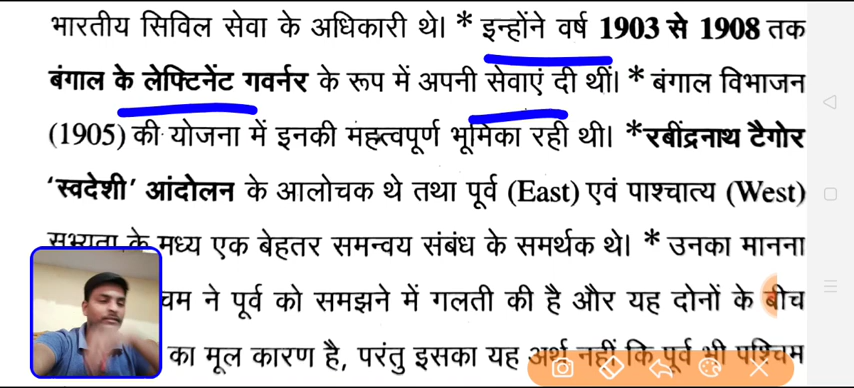 भारतीय सिविल सेवा के अधिकारी थे। * इन्होंने वर्ष 1903 से 1908 तक
बंगाल के लेफ्टिनेंट गवर्नर के रूप में अपनी सेवाएं दी थीं। * बंगाल विभाजन
(1905) की योजना में इनकी महत्वपूर्ण भूमिका रही थी। *रबींद्रनाथ टैगोर
‘स्वदेशी’ आंदोलन के आलोचक थे तथा पूर्व (East) एवं पाश्चात्य (West)
सभ्यता के मध्य एक बेहतर समन्वय संबंध के समर्थक थे। * उनका मानना
ने पूर्व को समझने में गलती की है और यह दोनों के बीच
का मूल कारण है, परंतु इसका यह अर्थ नहीं कि पूर्व भी पश्चिम